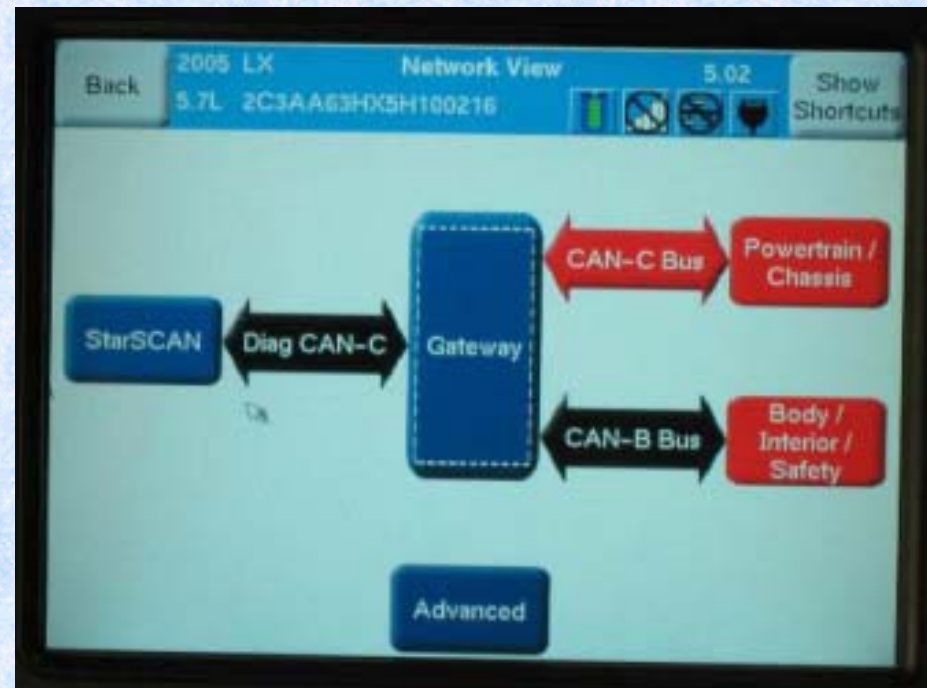 Back
2005 LX Network View 5.02
5.7L 2C3AA63HX5H100216
Show
Shortcuts
StarSCAN
Diag CAN-C
Gateway
CAN-C Bus
Powertrain /
Chassis
CAN-B Bus
Body /
Interior /
Safety
Advanced